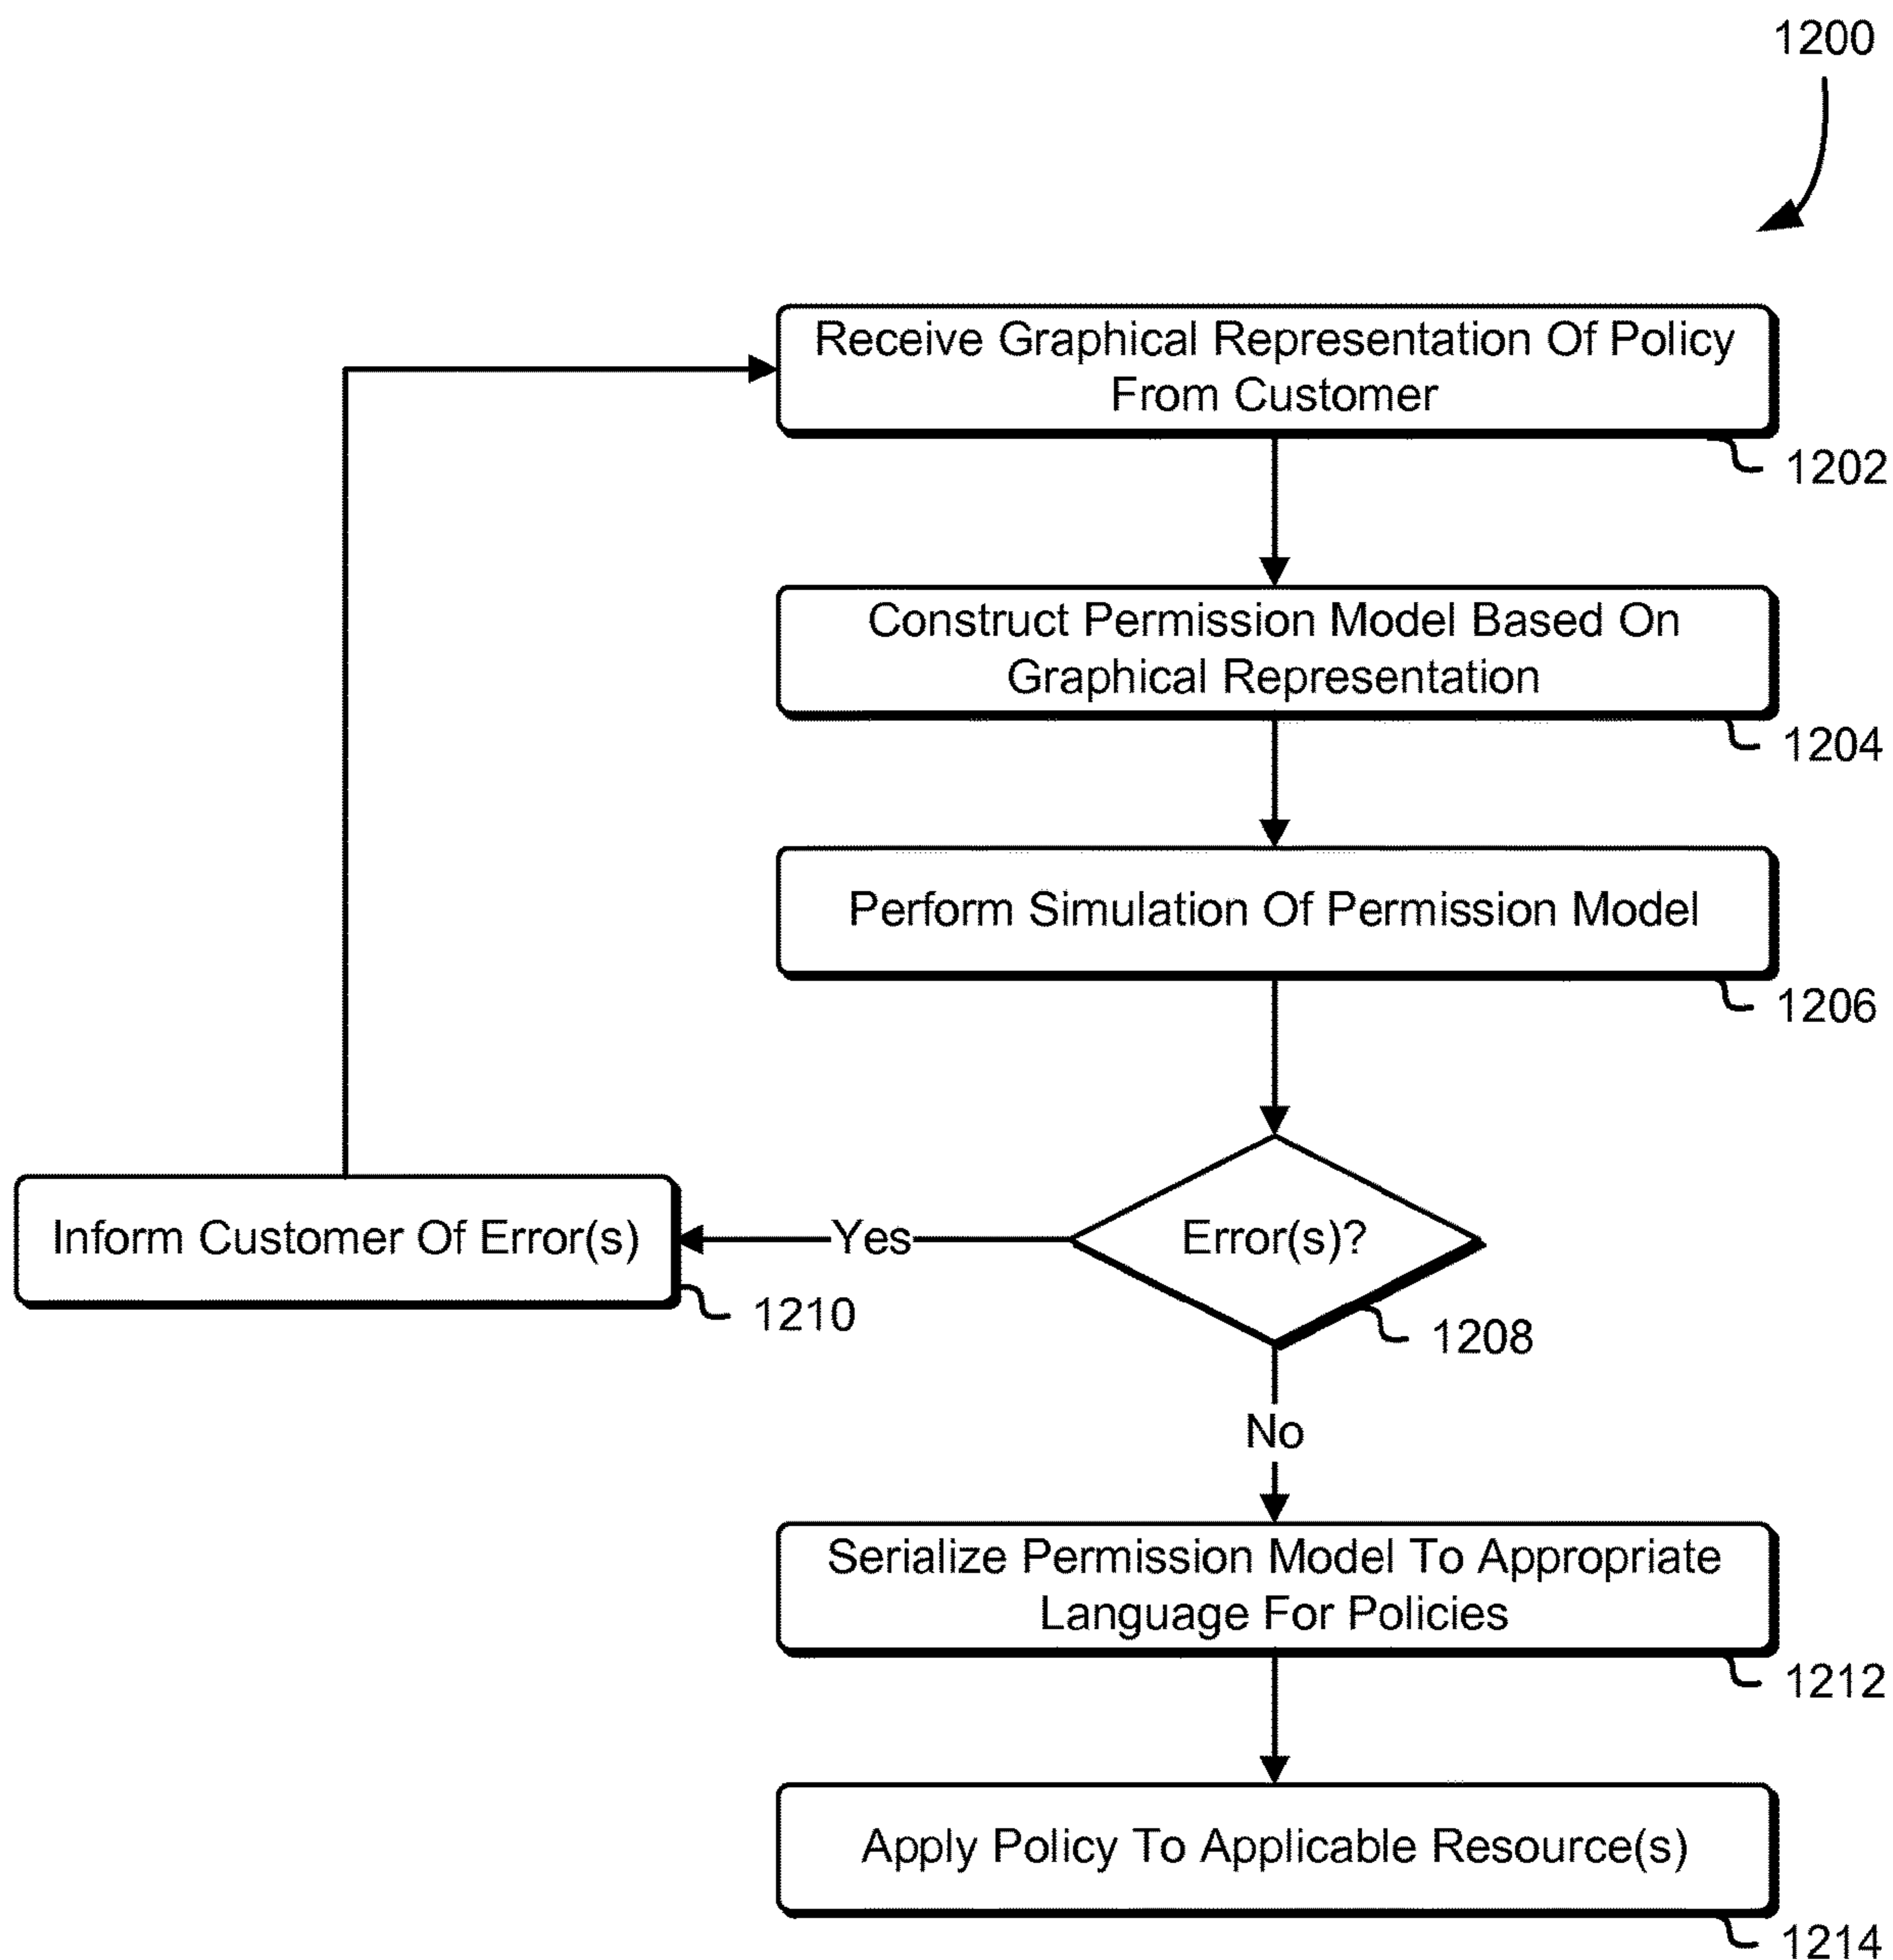 1200
Receive Graphical Representation Of Policy
From Customer
1202
Construct Permission Model Based On
Graphical Representation
1204
Perform Simulation Of Permission Model
1206
Inform Customer Of Error(s)
1210
Yes
Error(s)?
1208
No
Serialize Permission Model To Appropriate
Language For Policies
1212
Apply Policy To Applicable Resource(s)
1214